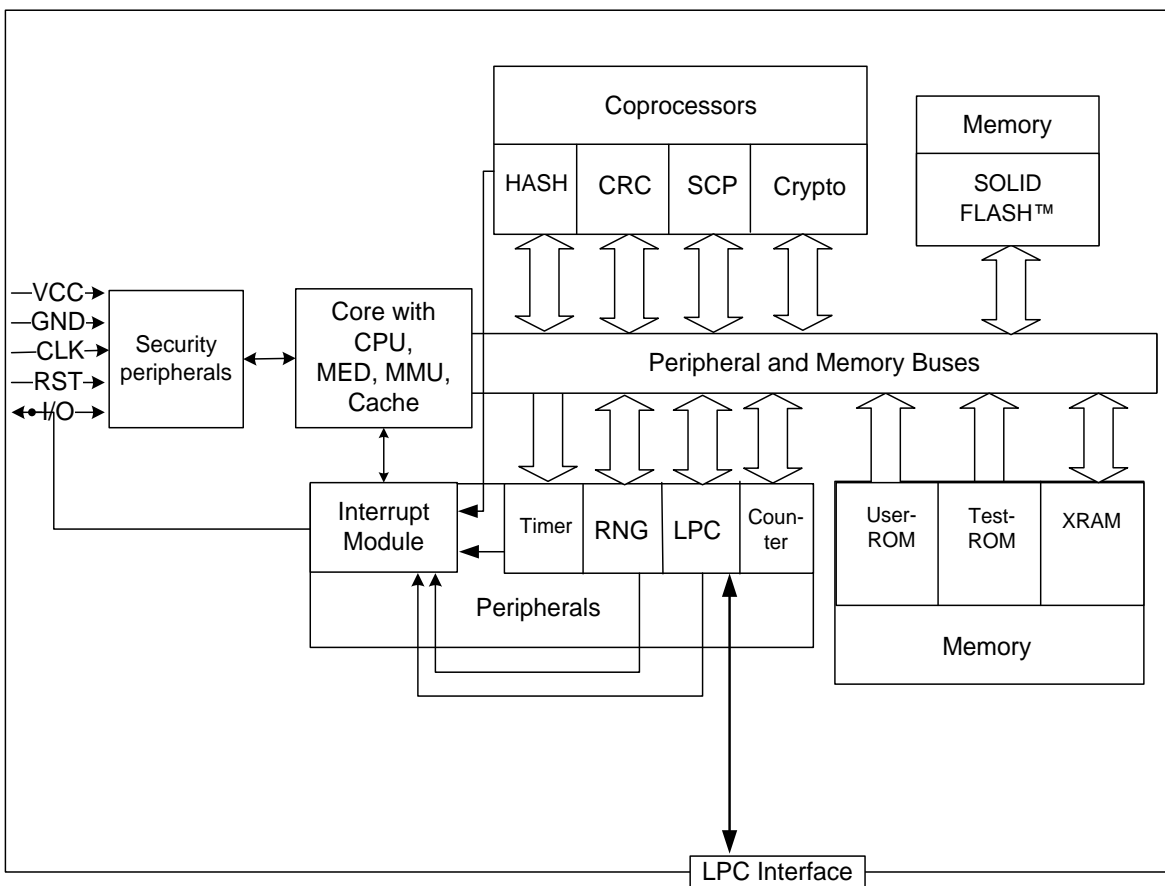 Coprocessors
HASH
CRC
SCP
Crypto
Memory
SOLID
FLASH™
VCC
GND
CLK
RST
I/O
Security
peripherals
Core with
CPU,
MED, MMU,
Cache
Peripheral and Memory Buses
Interrupt
Module
Timer
RNG
LPC
Coun-
ter
Peripherals
User-
ROM
Test-
ROM
XRAM
Memory
LPC Interface